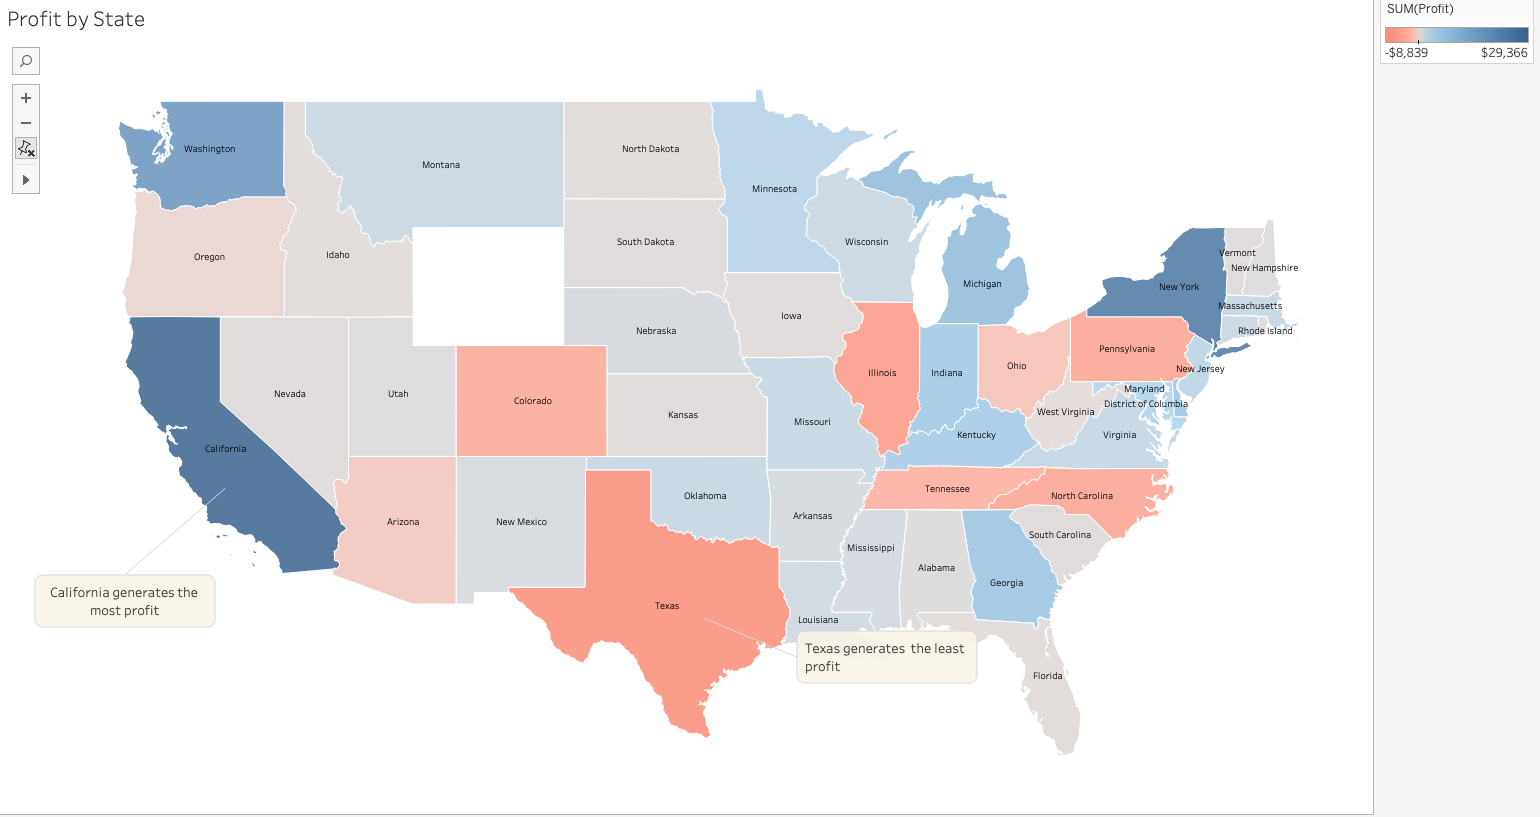 Profit by State
SUM(Profit)
-$8,839 $29,366
Washington
Montana
North Dakota
Minnesota
Oregon
Idaho
South Dakota
Wisconsin
Michigan
Vermont
New Hampshire
New York
Massachusetts
Rhode Island
Nebraska
Iowa
Illinois
Indiana
Ohio
Pennsylvania
New Jersey
Nevada
Utah
Colorado
Kansas
Missouri
Kentucky
West Virginia
Maryland
District of Columbia
Virginia
California
Arizona
New Mexico
Oklahoma
Arkansas
Tennessee
North Carolina
South Carolina
Mississippi
Alabama
Georgia
Texas
Louisiana
Florida
California generates the
most profit
Texas generates  the least
profit